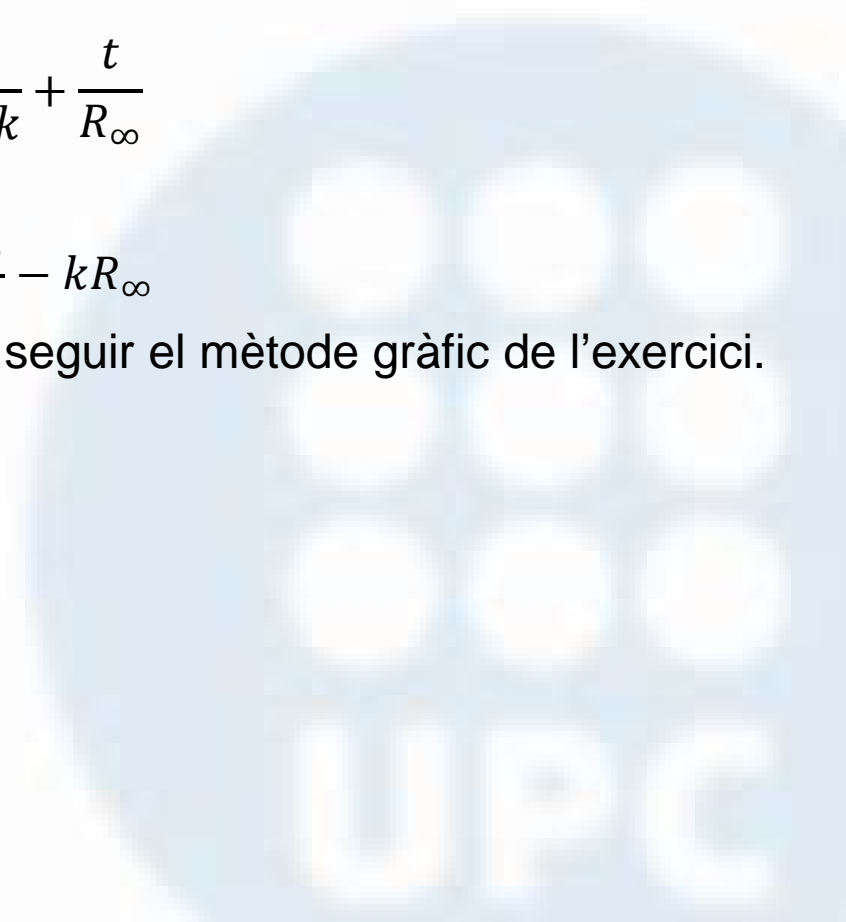 k + t/R∞
− kR∞
seguir el mètode gràfic de l’exercici.
UPC